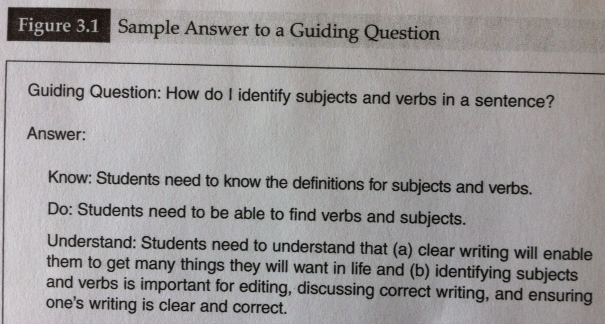 Figure 3.1 Sample Answer to a Guiding Question
Guiding Question: How do I identify subjects and verbs in a sentence?
Answer:
Know: Students need to know the definitions for subjects and verbs.
Do: Students need to be able to find verbs and subjects.
Understand: Students need to understand that (a) clear writing will enable
them to get many things they will want in life and (b) identifying subjects
and verbs is important for editing, discussing correct writing, and ensuring
one's writing is clear and correct.